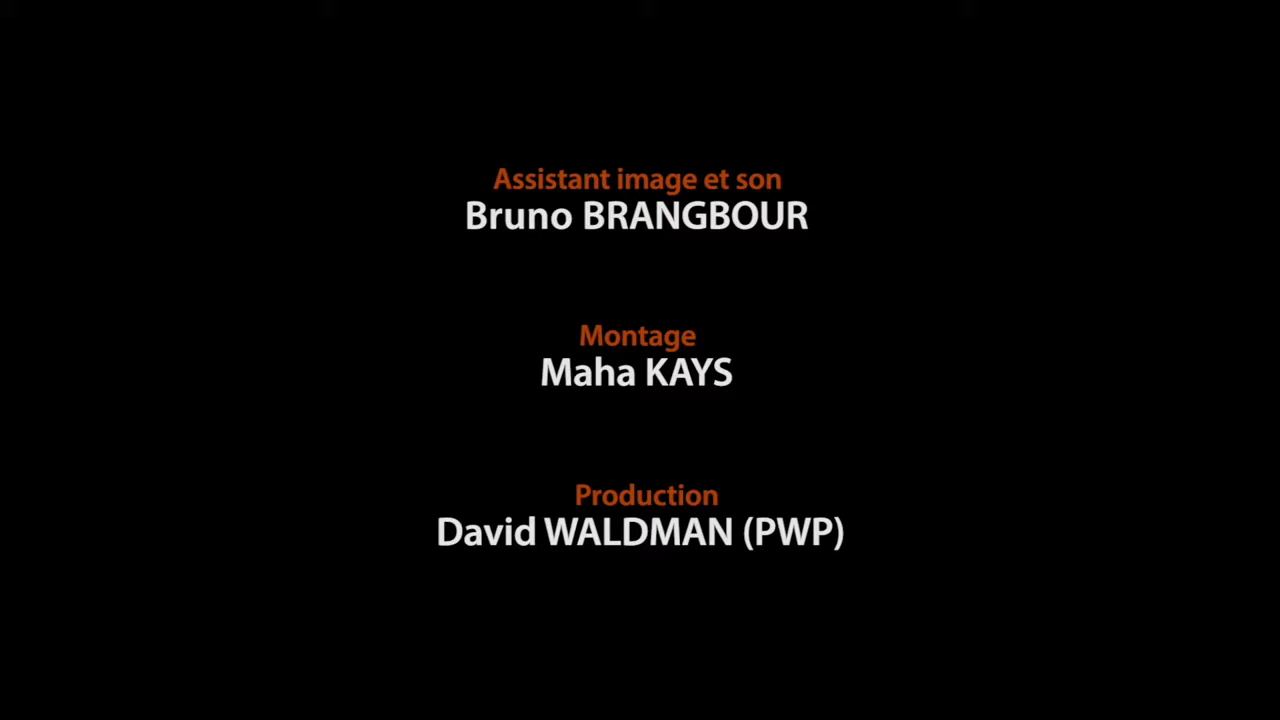 Assistant image et son
Bruno BRANGBOUR
Montage
Maha KAYS
Production
David WALDMAN (PWP)